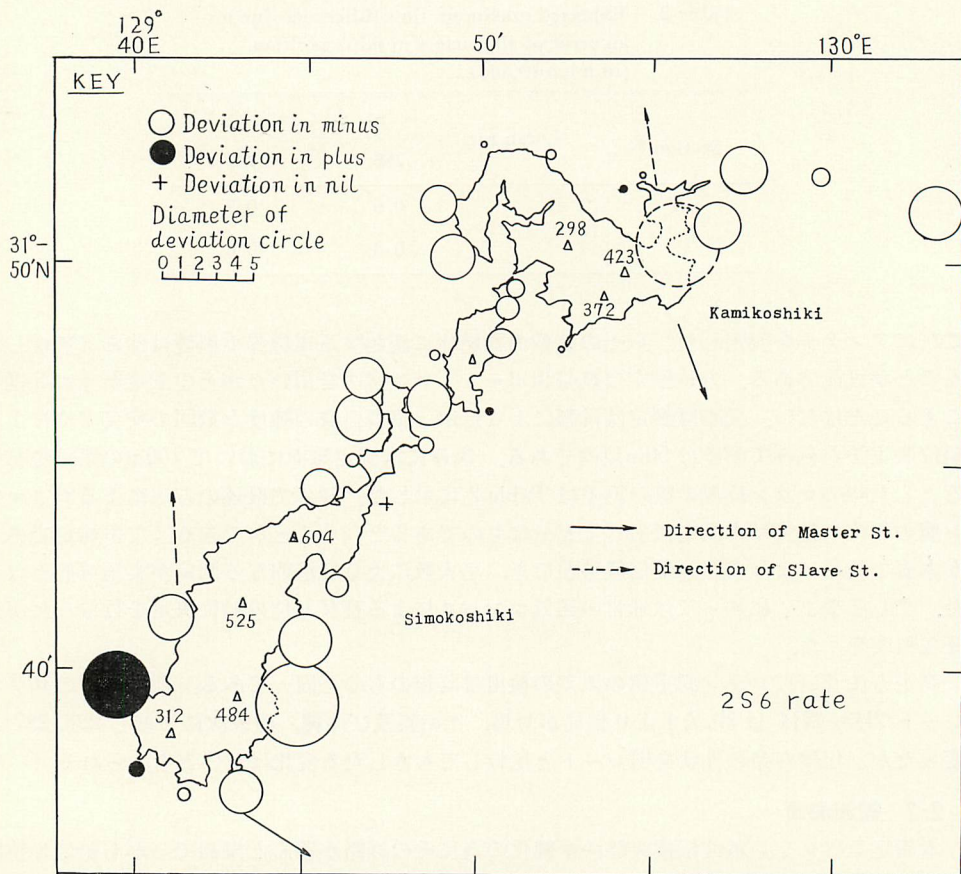 129°
40′E
50′
130°E
KEY
Deviation in minus
Deviation in plus
+ Deviation in nil
Diameter of
deviation circle
0 1 2 3 4 5
31°
50′N
298
423
372
Kamikoshiki
Direction of Master St.
Direction of Slave St.
604
525
Simokoshiki
40′
312
484
2S6 rate